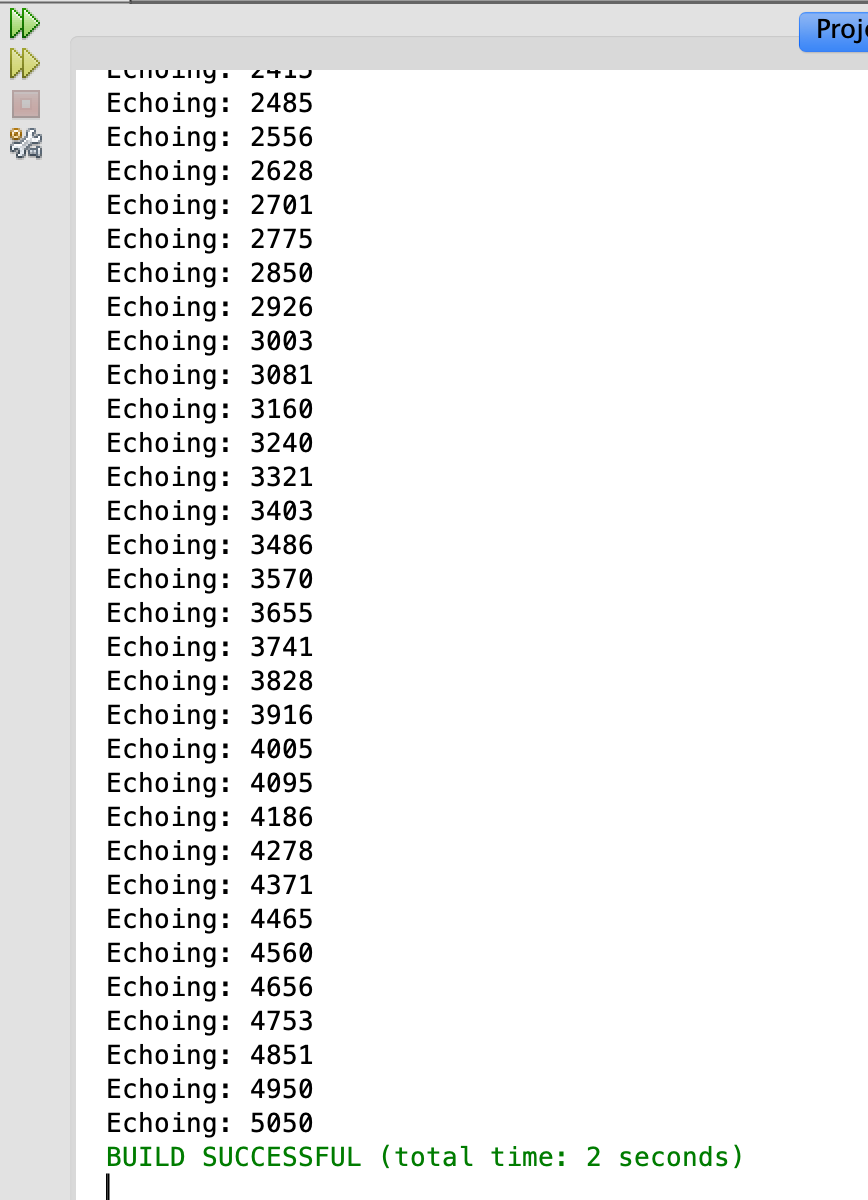 Proj
Echoing: 2415
Echoing: 2485
Echoing: 2556
Echoing: 2628
Echoing: 2701
Echoing: 2775
Echoing: 2850
Echoing: 2926
Echoing: 3003
Echoing: 3081
Echoing: 3160
Echoing: 3240
Echoing: 3321
Echoing: 3403
Echoing: 3486
Echoing: 3570
Echoing: 3655
Echoing: 3741
Echoing: 3828
Echoing: 3916
Echoing: 4005
Echoing: 4095
Echoing: 4186
Echoing: 4278
Echoing: 4371
Echoing: 4465
Echoing: 4560
Echoing: 4656
Echoing: 4753
Echoing: 4851
Echoing: 4950
Echoing: 5050
BUILD SUCCESSFUL (total time: 2 seconds)